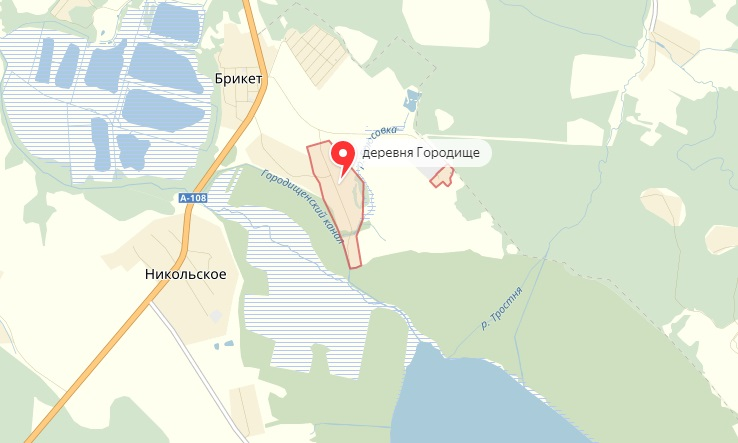 Брикет
деревня Городище
А-108
Городищенский канал
Никольское
р. Тростня